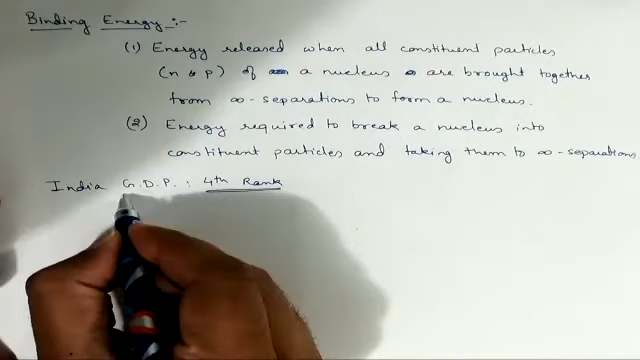 Binding Energy :-
(1) Energy released when all constituent particles
(n & p) of a nucleus are brought together
from ∞-separations to form a nucleus.
(2) Energy required to break a nucleus into
constituent particles and taking them to ∞-separations.
India G.D.P. : 4th Rank